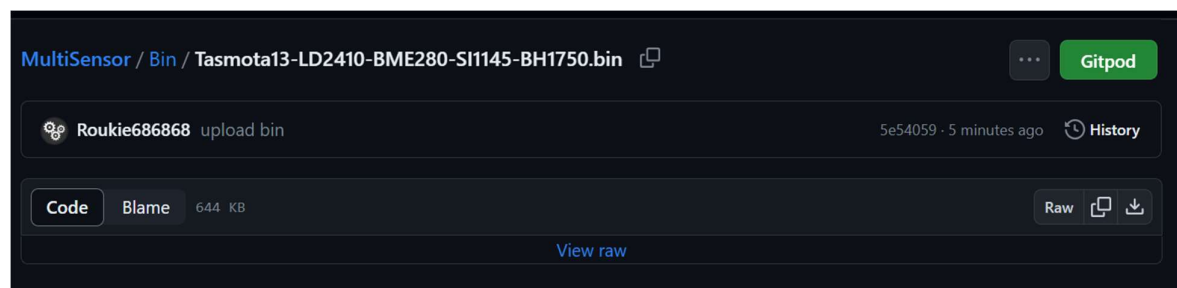 MultiSensor / Bin / Tasmota13-LD2410-BME280-SI1145-BH1750.bin ··· Gitpod
Roukie686868 upload bin 5e54059 · 5 minutes ago History
Code Blame 644 KB Raw
View raw